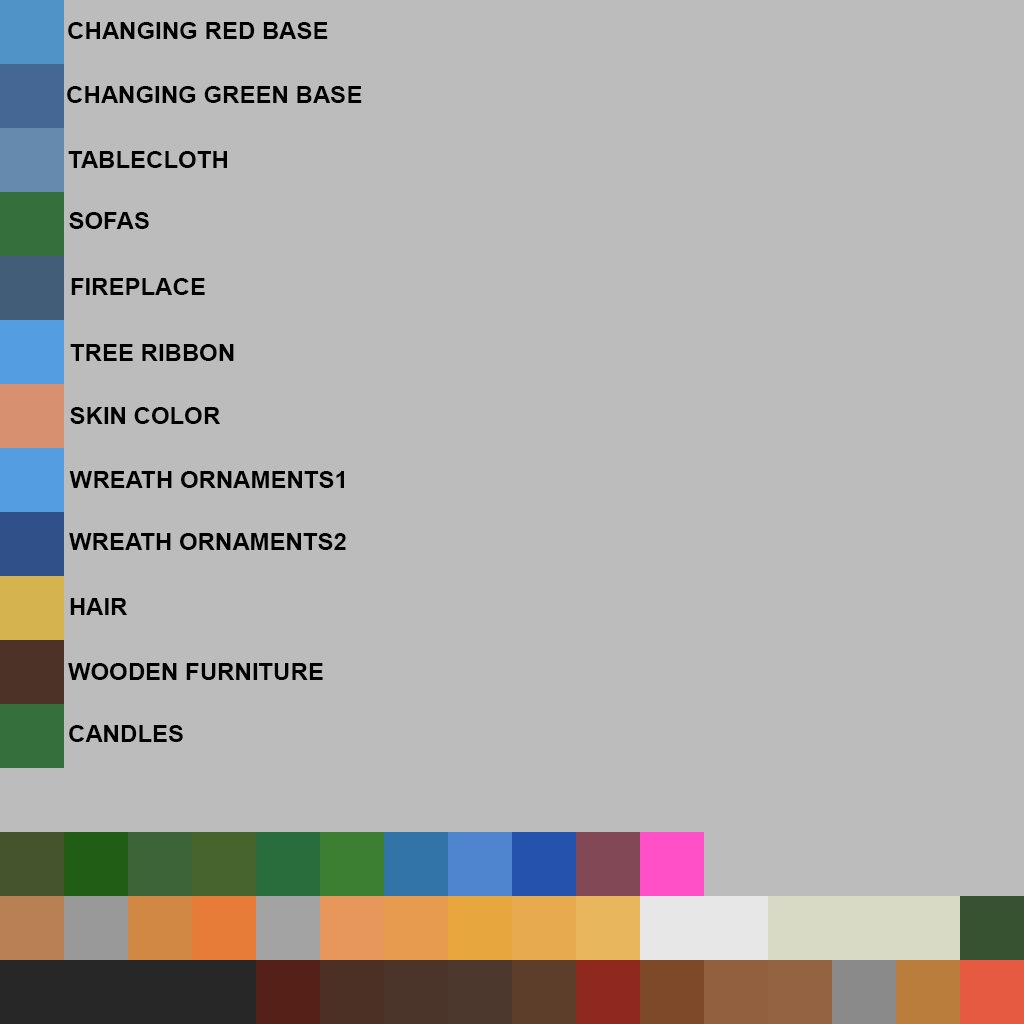 CHANGING RED BASE
CHANGING GREEN BASE
TABLECLOTH
SOFAS
FIREPLACE
TREE RIBBON
SKIN COLOR
WREATH ORNAMENTS1
WREATH ORNAMENTS2
HAIR
WOODEN FURNITURE
CANDLES